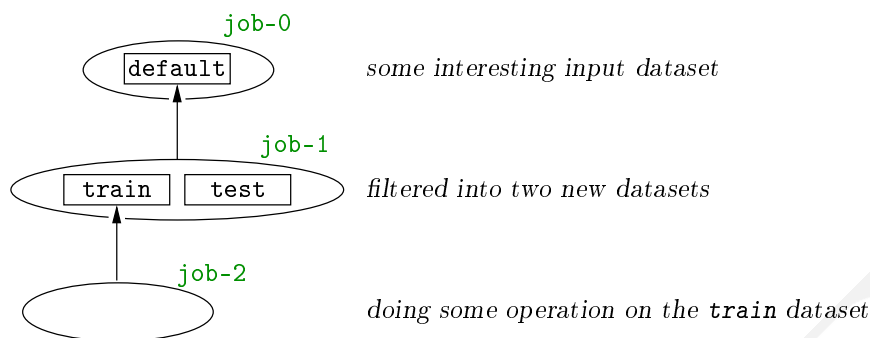 job-0
default
some interesting input dataset
job-1
train
test
filtered into two new datasets
job-2
doing some operation on the train dataset